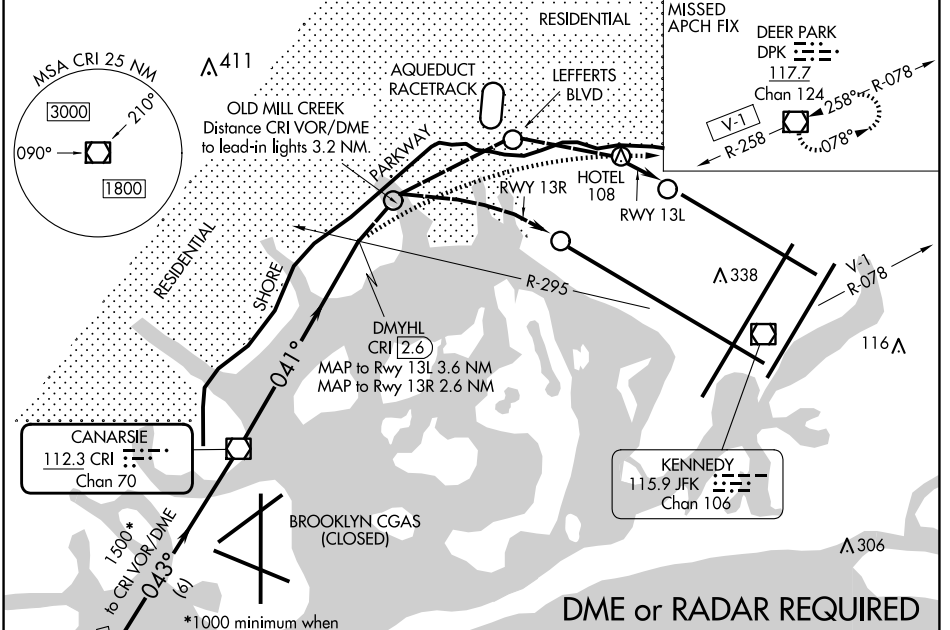 MSA CRI 25 NM
3000
210°
090°
1800
411
RESIDENTIAL
MISSED
APCH FIX
DEER PARK
DPK
117.7
Chan 124
R-078
V-1
258°
R-258
078°
AQUEDUCT
RACETRACK
LEFFERTS
BLVD
OLD MILL CREEK
Distance CRI VOR/DME
to lead-in lights 3.2 NM.
PARKWAY
HOTEL
108
RWY 13R
RWY 13L
RESIDENTIAL
SHORE
R-295
338
V-1
R-078
DMYHL
CRI 2.6
MAP to Rwy 13L 3.6 NM
MAP to Rwy 13R 2.6 NM
116
041°
CANARSIE
112.3 CRI
Chan 70
KENNEDY
115.9 JFK
Chan 106
BROOKLYN CGAS
(CLOSED)
1500*
to CRI VOR/DME
043°
(6)
306
*1000 minimum when
DME or RADAR REQUIRED